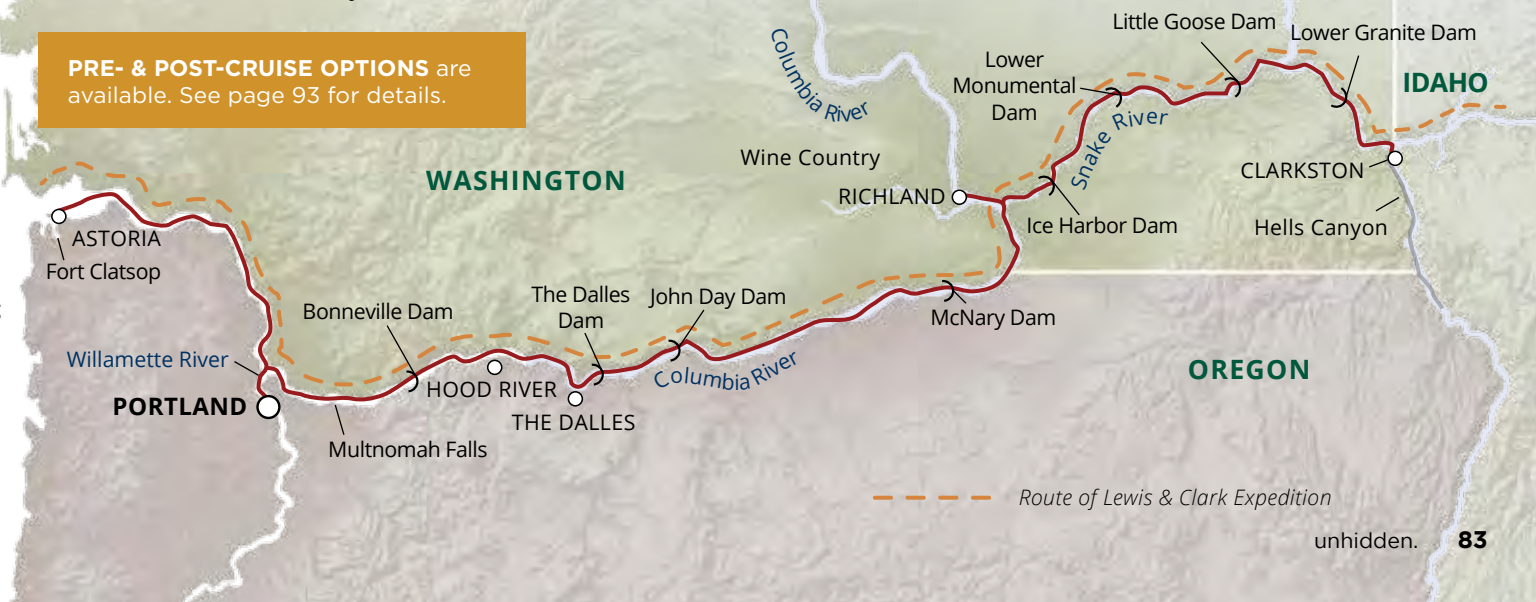 PRE- & POST-CRUISE OPTIONS are
available. See page 93 for details.
Little Goose Dam
Lower Granite Dam
Columbia River
Lower
Monumental
Dam
IDAHO
Snake River
Wine Country
WASHINGTON
RICHLAND
CLARKSTON
Ice Harbor Dam
Hells Canyon
ASTORIA
Fort Clatsop
The Dalles
Dam
John Day Dam
Bonneville Dam
McNary Dam
Willamette River
Columbia River
OREGON
HOOD RIVER
PORTLAND
THE DALLES
Multnomah Falls
Route of Lewis & Clark Expedition
unhidden. 83